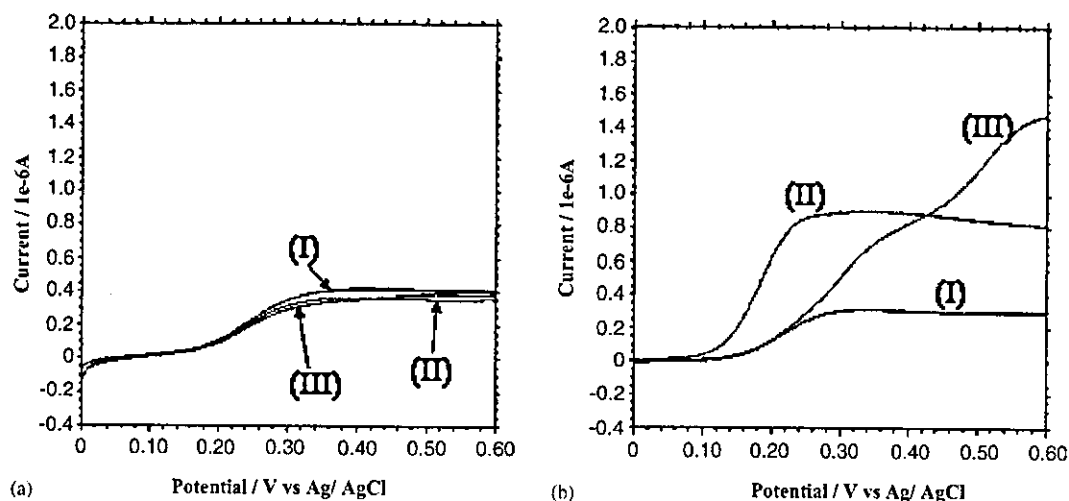 2.0
1.8
1.6
1.4
1.2
1.0
0.8
0.6
0.4
0.2
0
-0.2
-0.4
Current / 1e-6A
(I)
(III)
(II)
0 0.10 0.20 0.30 0.40 0.50 0.60
(a) Potential / V vs Ag/ AgCl
2.0
1.8
1.6
1.4
1.2
1.0
0.8
0.6
0.4
0.2
0
-0.2
-0.4
Current / 1e-6A
(III)
(II)
(I)
0 0.10 0.20 0.30 0.40 0.50 0.60
(b) Potential / V vs Ag/ AgCl